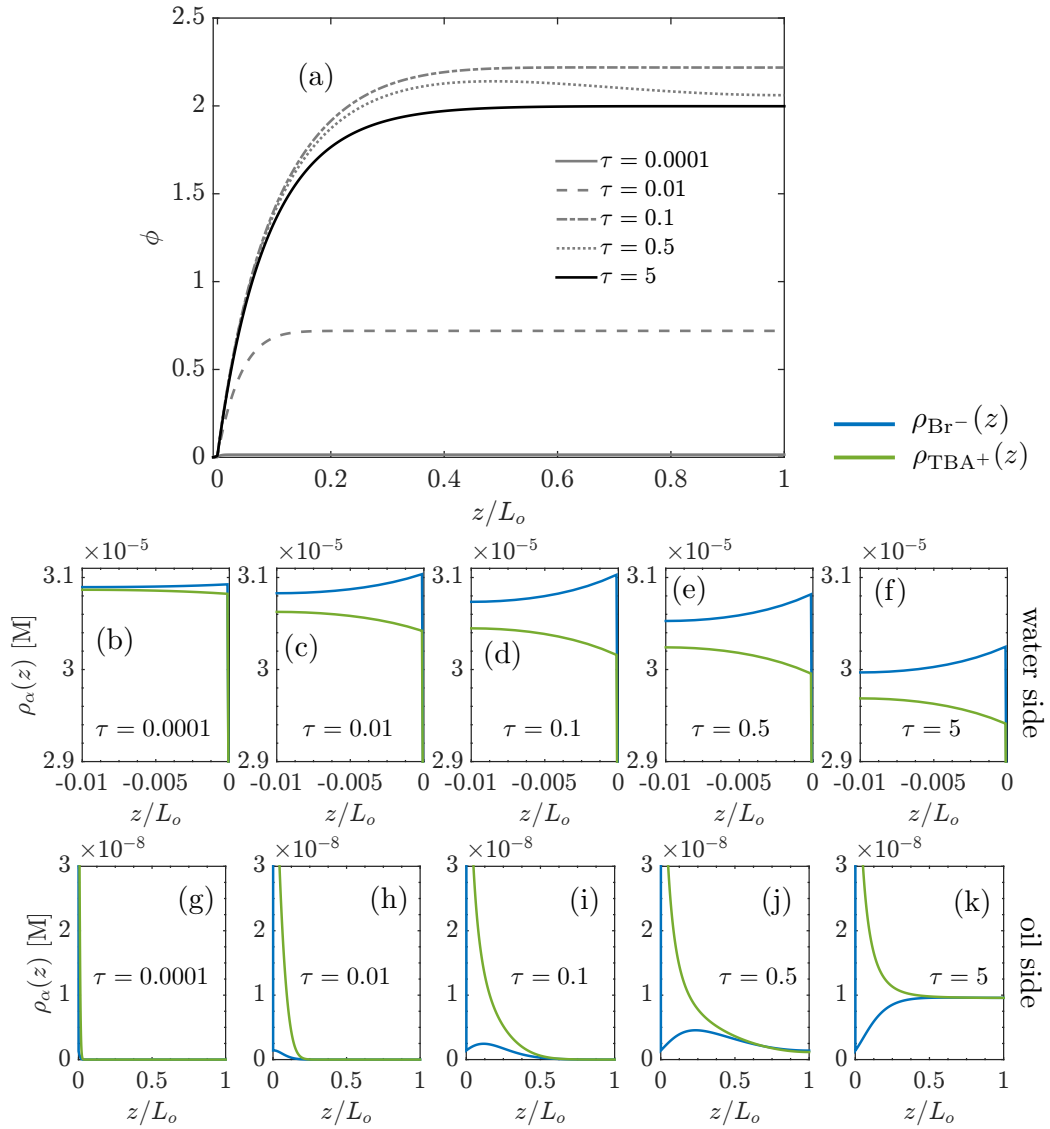 2.5
(a)
2
1.5
ϕ
1
0.5
0
τ = 0.0001
τ = 0.01
τ = 0.1
τ = 0.5
τ = 5
0 0.2 0.4 0.6 0.8 1
z/L_o
ρ_Br⁻(z)
ρ_TBA⁺(z)
×10⁻⁵ ×10⁻⁵ ×10⁻⁵ ×10⁻⁵ ×10⁻⁵
3.1 3.1 3.1 3.1 3.1
(b) (c) (d) (e) (f)
ρ_α(z) [M]
3 3 3 3 3
τ = 0.0001 τ = 0.01 τ = 0.1 τ = 0.5 τ = 5
2.9 2.9 2.9 2.9 2.9
-0.01 -0.005 0 -0.01 -0.005 0 -0.01 -0.005 0 -0.01 -0.005 0 -0.01 -0.005 0
z/L_o z/L_o z/L_o z/L_o z/L_o
water side
×10⁻⁸ ×10⁻⁸ ×10⁻⁸ ×10⁻⁸ ×10⁻⁸
3 3 3 3 3
(g) (h) (i) (j) (k)
ρ_α(z) [M]
2 2 2 2 2
τ = 0.0001 τ = 0.01 τ = 0.1 τ = 0.5 τ = 5
1 1 1 1 1
0 0 0 0 0
0 0.5 1 0 0.5 1 0 0.5 1 0 0.5 1 0 0.5 1
z/L_o z/L_o z/L_o z/L_o z/L_o
oil side